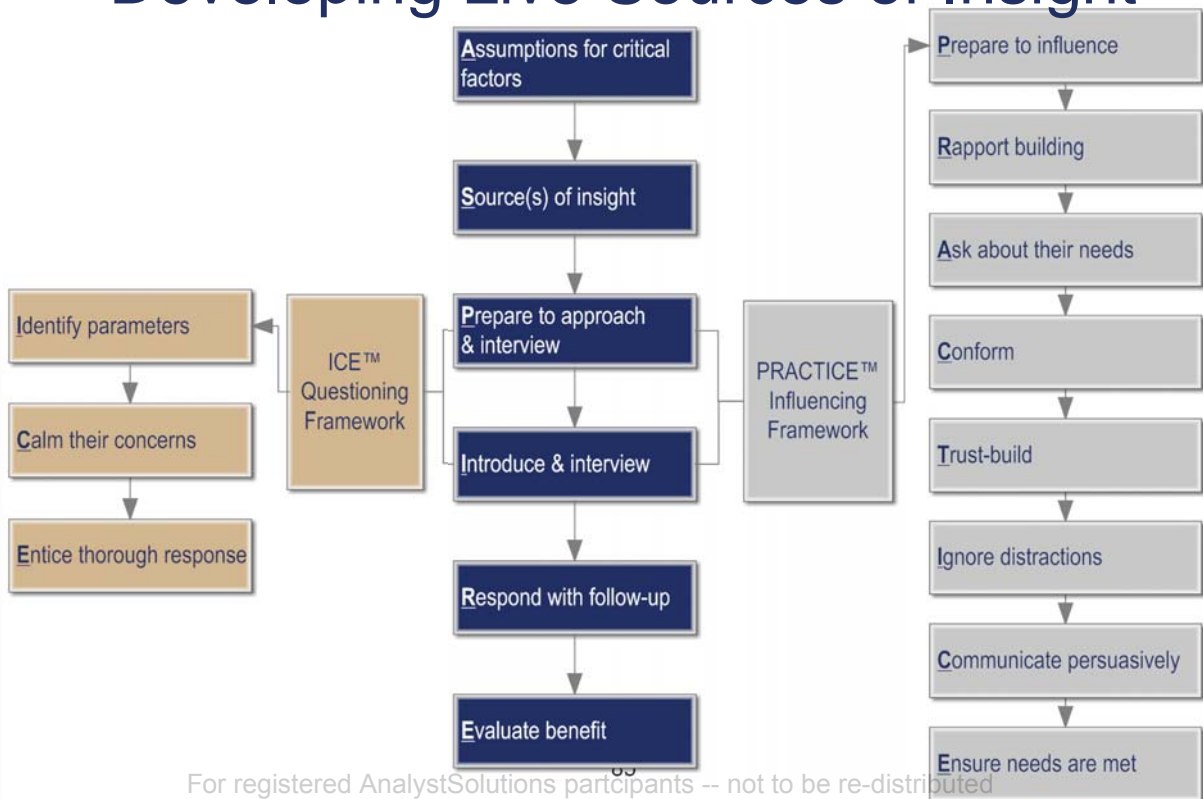 Developing Live Sources of Insight
Assumptions for critical
factors
Source(s) of insight
Prepare to approach
& interview
Introduce & interview
Respond with follow-up
Evaluate benefit
ICE™
Questioning
Framework
Identify parameters
Calm their concerns
Entice thorough response
PRACTICE™
Influencing
Framework
Prepare to influence
Rapport building
Ask about their needs
Conform
Trust-build
Ignore distractions
Communicate persuasively
Ensure needs are met
For registered AnalystSolutions partcipants -- not to be re-distributed